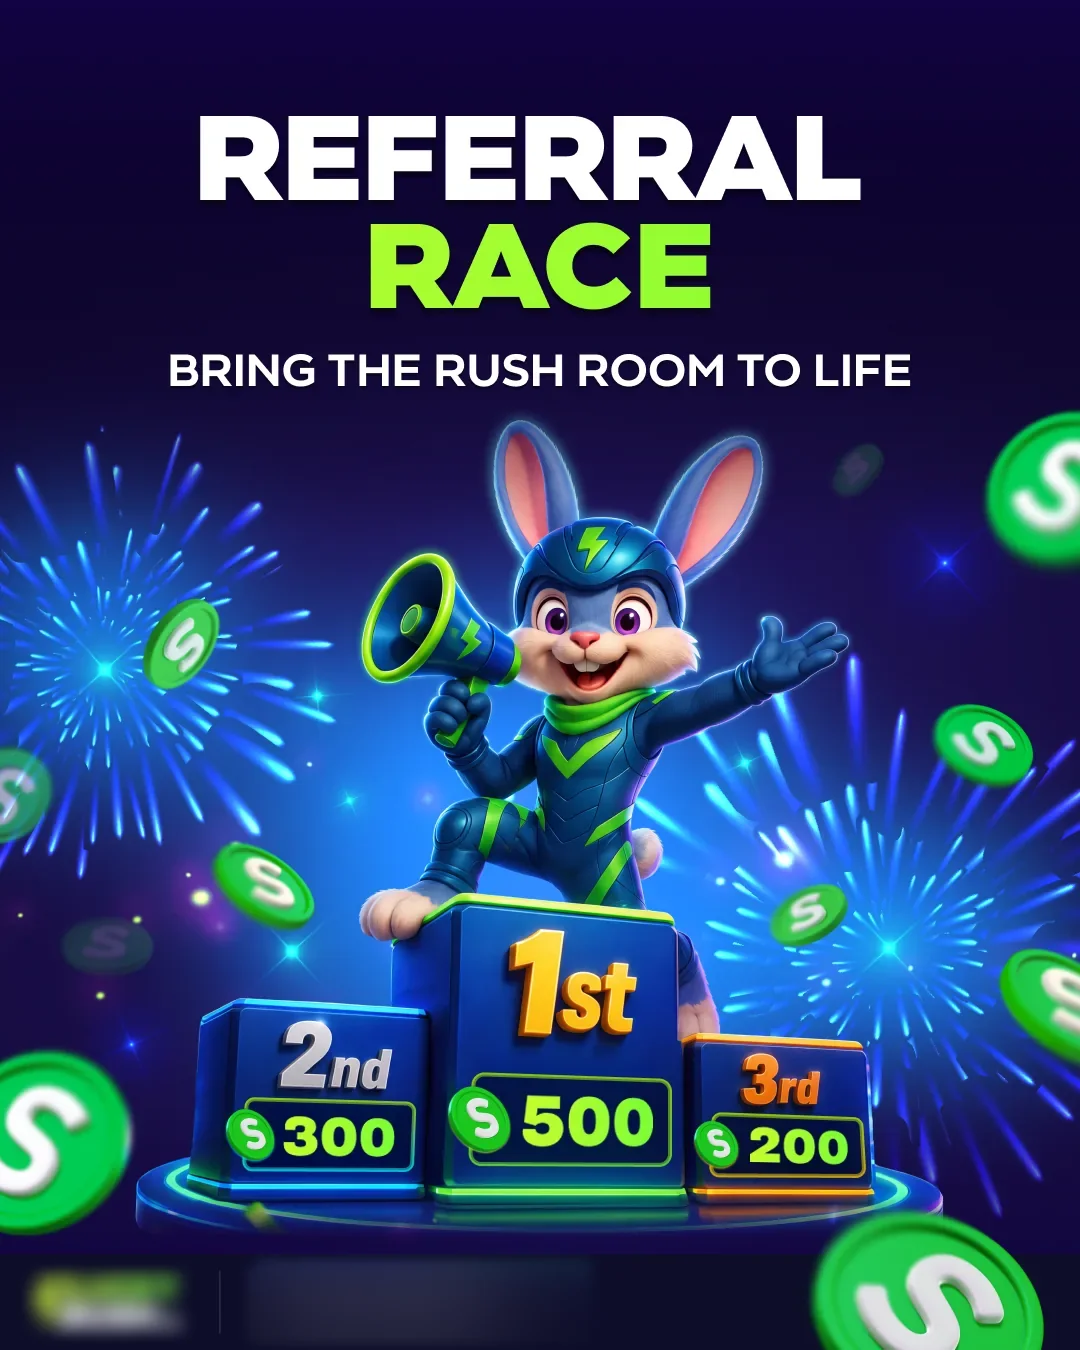 REFERRAL
RACE
BRING THE RUSH ROOM TO LIFE
1st
2nd
3rd
S 500
S 300
S 200